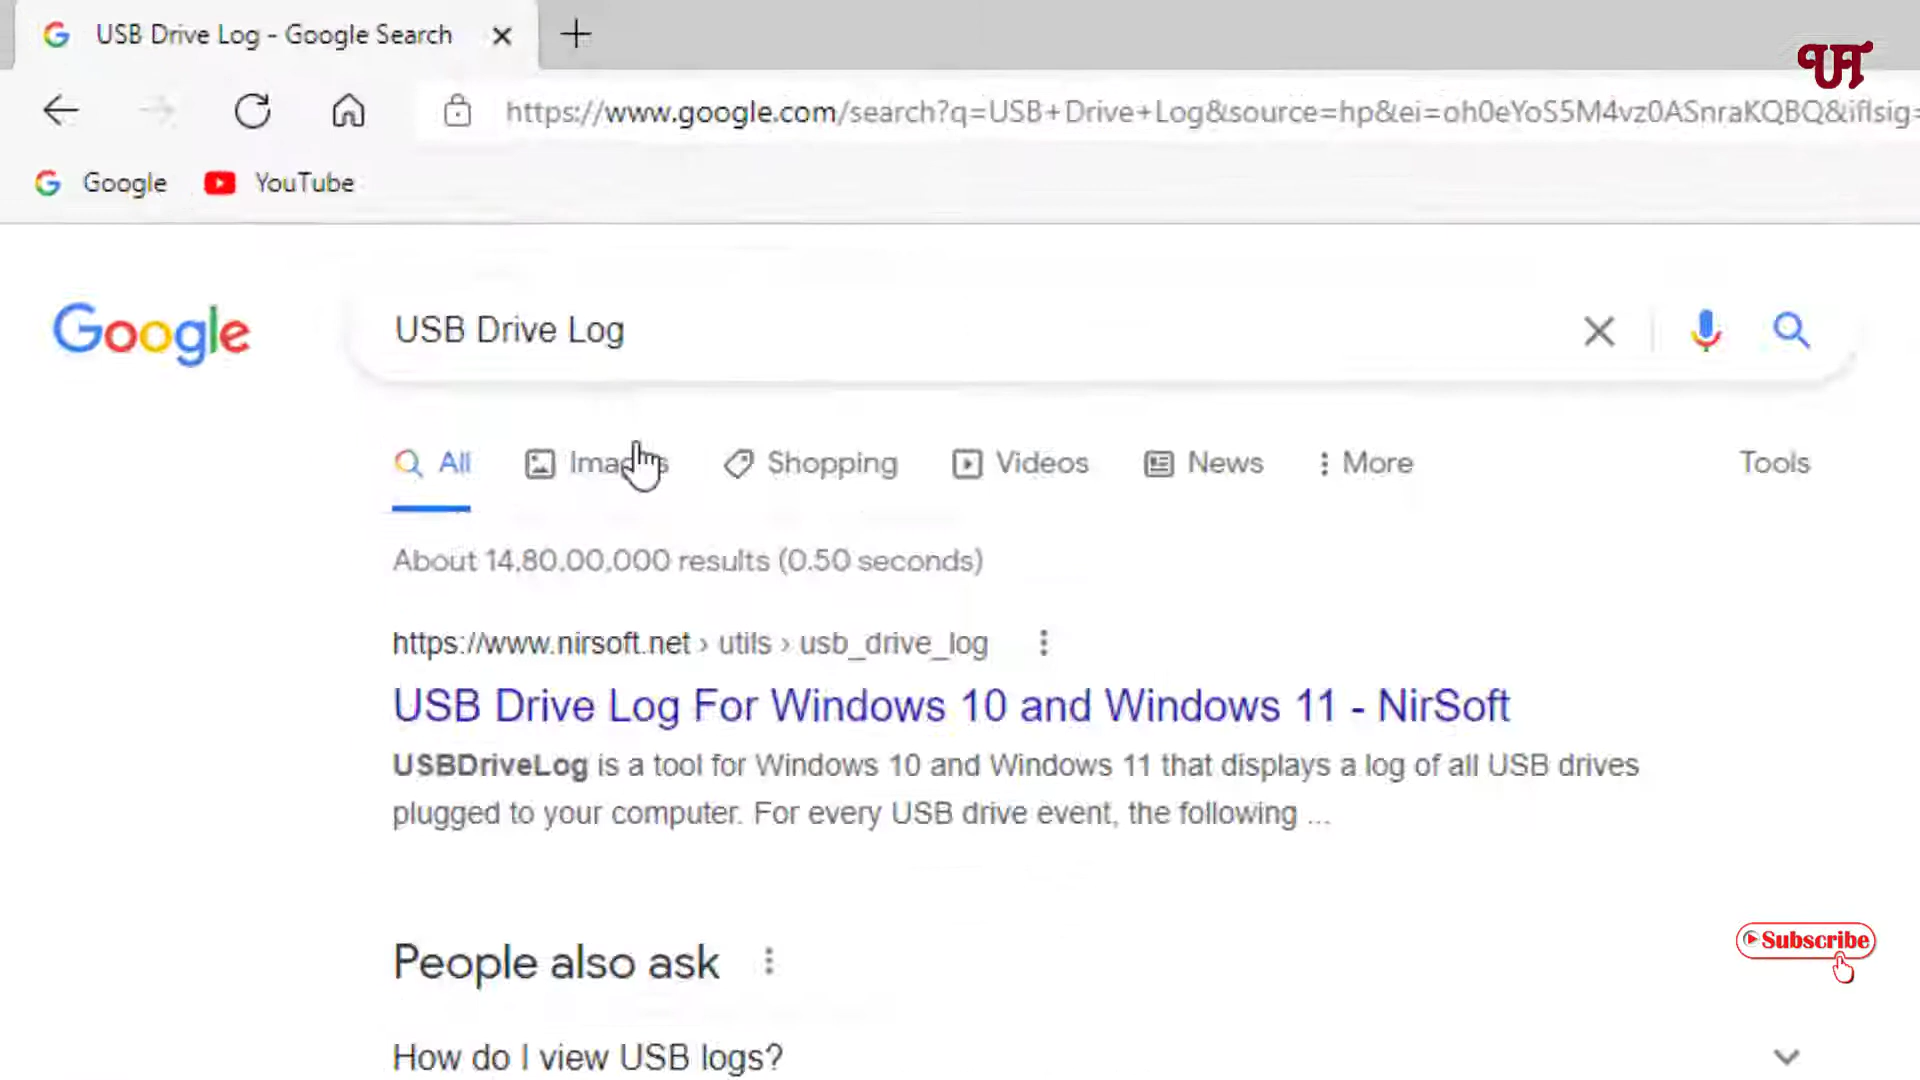 USB Drive Log - Google Search
UT
https://www.google.com/search?q=USB+Drive+Log&source=hp&ei=oh0eYoS5M4vz0ASnraKQBQ&iflsig=
Google YouTube
Google USB Drive Log
All Images Shopping Videos News More Tools
About 14,80,00,000 results (0.50 seconds)
https://www.nirsoft.net › utils › usb_drive_log
USB Drive Log For Windows 10 and Windows 11 - NirSoft
USBDriveLog is a tool for Windows 10 and Windows 11 that displays a log of all USB drives
plugged to your computer. For every USB drive event, the following ...
People also ask
Subscribe
How do I view USB logs?